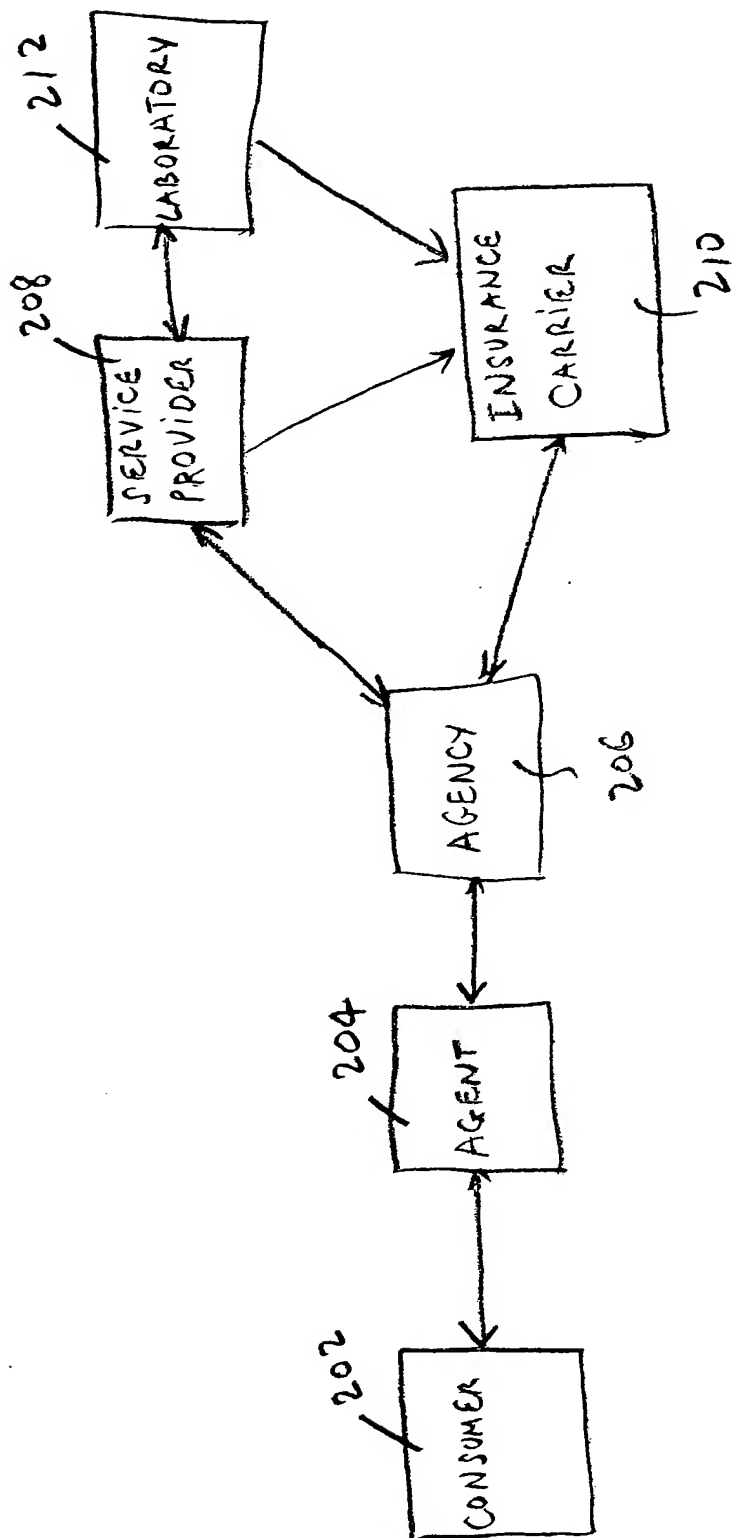 202
CONSUMER
204
AGENT
AGENCY
206
208
SERVICE
PROVIDER
212
LABORATORY
INSURANCE
CARRIER
210